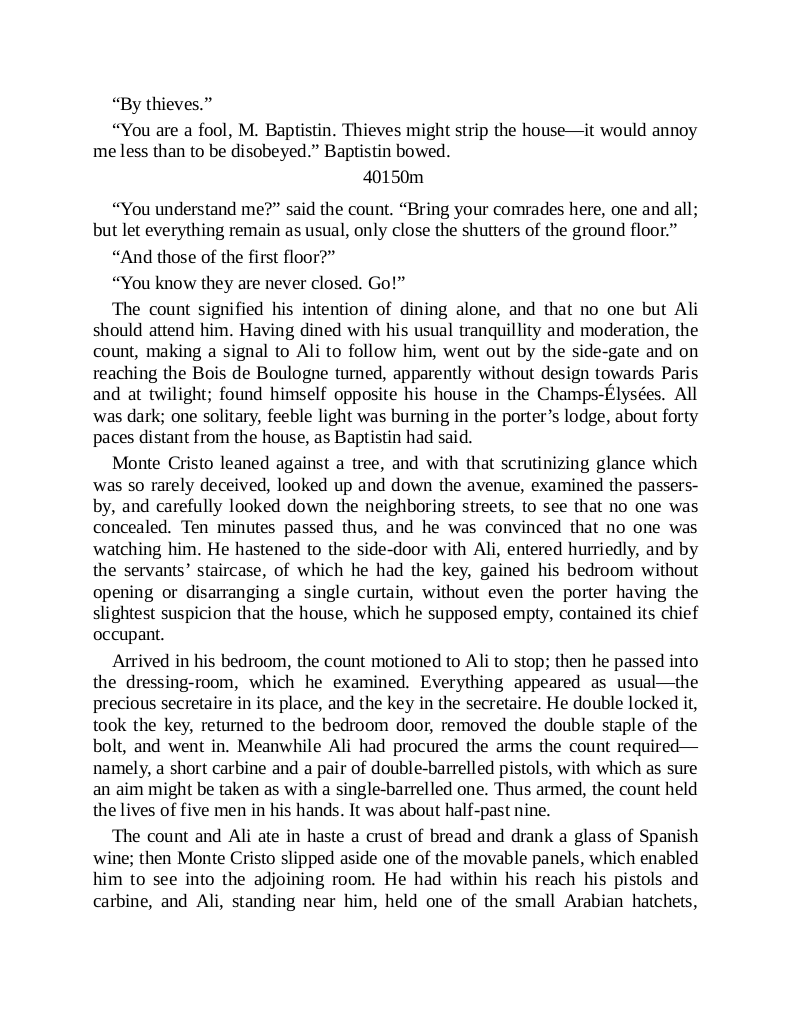 “By thieves.”
“You are a fool, M. Baptistin. Thieves might strip the house—it would annoy
me less than to be disobeyed.” Baptistin bowed.
40150m
“You understand me?” said the count. “Bring your comrades here, one and all;
but let everything remain as usual, only close the shutters of the ground floor.”
“And those of the first floor?”
“You know they are never closed. Go!”
The count signified his intention of dining alone, and that no one but Ali
should attend him. Having dined with his usual tranquillity and moderation, the
count, making a signal to Ali to follow him, went out by the side-gate and on
reaching the Bois de Boulogne turned, apparently without design towards Paris
and at twilight; found himself opposite his house in the Champs-Élysées. All
was dark; one solitary, feeble light was burning in the porter’s lodge, about forty
paces distant from the house, as Baptistin had said.
Monte Cristo leaned against a tree, and with that scrutinizing glance which
was so rarely deceived, looked up and down the avenue, examined the passers-
by, and carefully looked down the neighboring streets, to see that no one was
concealed. Ten minutes passed thus, and he was convinced that no one was
watching him. He hastened to the side-door with Ali, entered hurriedly, and by
the servants’ staircase, of which he had the key, gained his bedroom without
opening or disarranging a single curtain, without even the porter having the
slightest suspicion that the house, which he supposed empty, contained its chief
occupant.
Arrived in his bedroom, the count motioned to Ali to stop; then he passed into
the dressing-room, which he examined. Everything appeared as usual—the
precious secretaire in its place, and the key in the secretaire. He double locked it,
took the key, returned to the bedroom door, removed the double staple of the
bolt, and went in. Meanwhile Ali had procured the arms the count required—
namely, a short carbine and a pair of double-barrelled pistols, with which as sure
an aim might be taken as with a single-barrelled one. Thus armed, the count held
the lives of five men in his hands. It was about half-past nine.
The count and Ali ate in haste a crust of bread and drank a glass of Spanish
wine; then Monte Cristo slipped aside one of the movable panels, which enabled
him to see into the adjoining room. He had within his reach his pistols and
carbine, and Ali, standing near him, held one of the small Arabian hatchets,